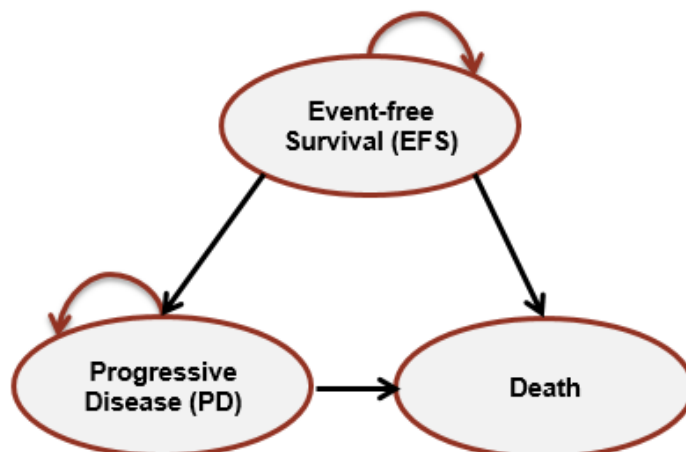 Event-free
Survival (EFS)
Progressive
Disease (PD)
Death